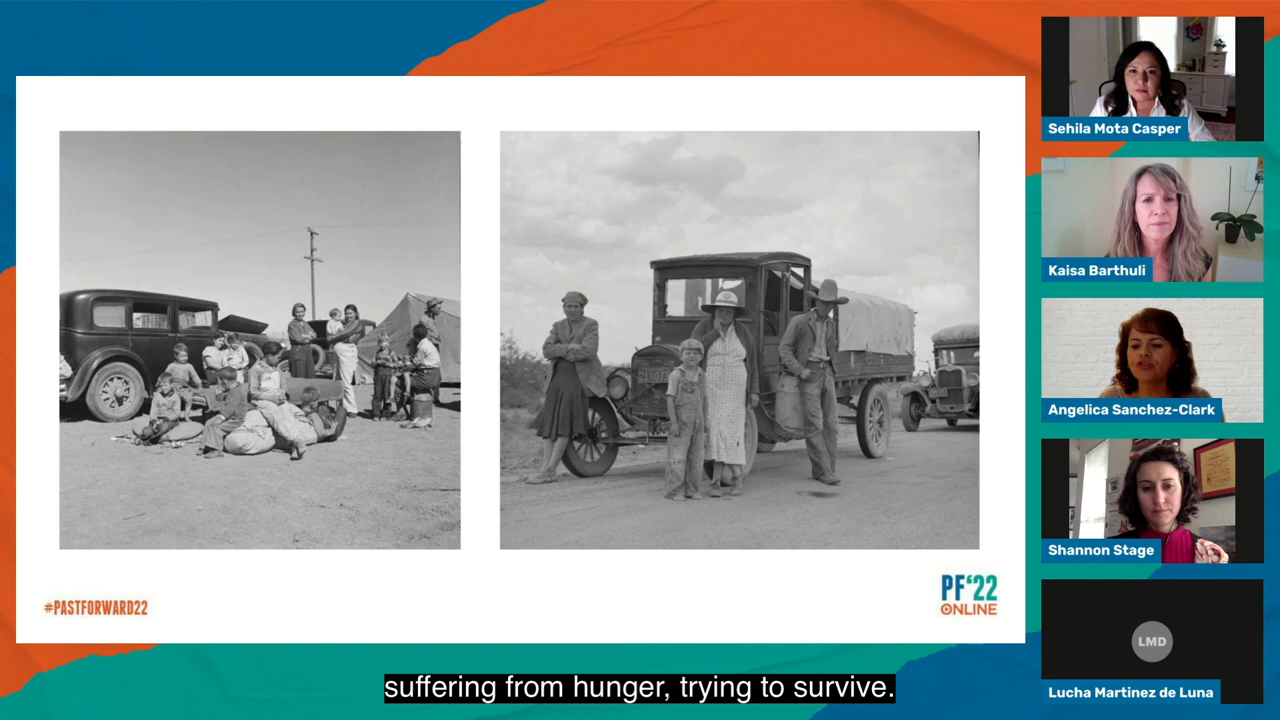 Sehila Mota Casper
Kaisa Barthuli
Angelica Sanchez-Clark
Shannon Stage
LMD
Lucha Martinez de Luna
#PASTFORWARD22
PF‘22
ONLINE
suffering from hunger, trying to survive.